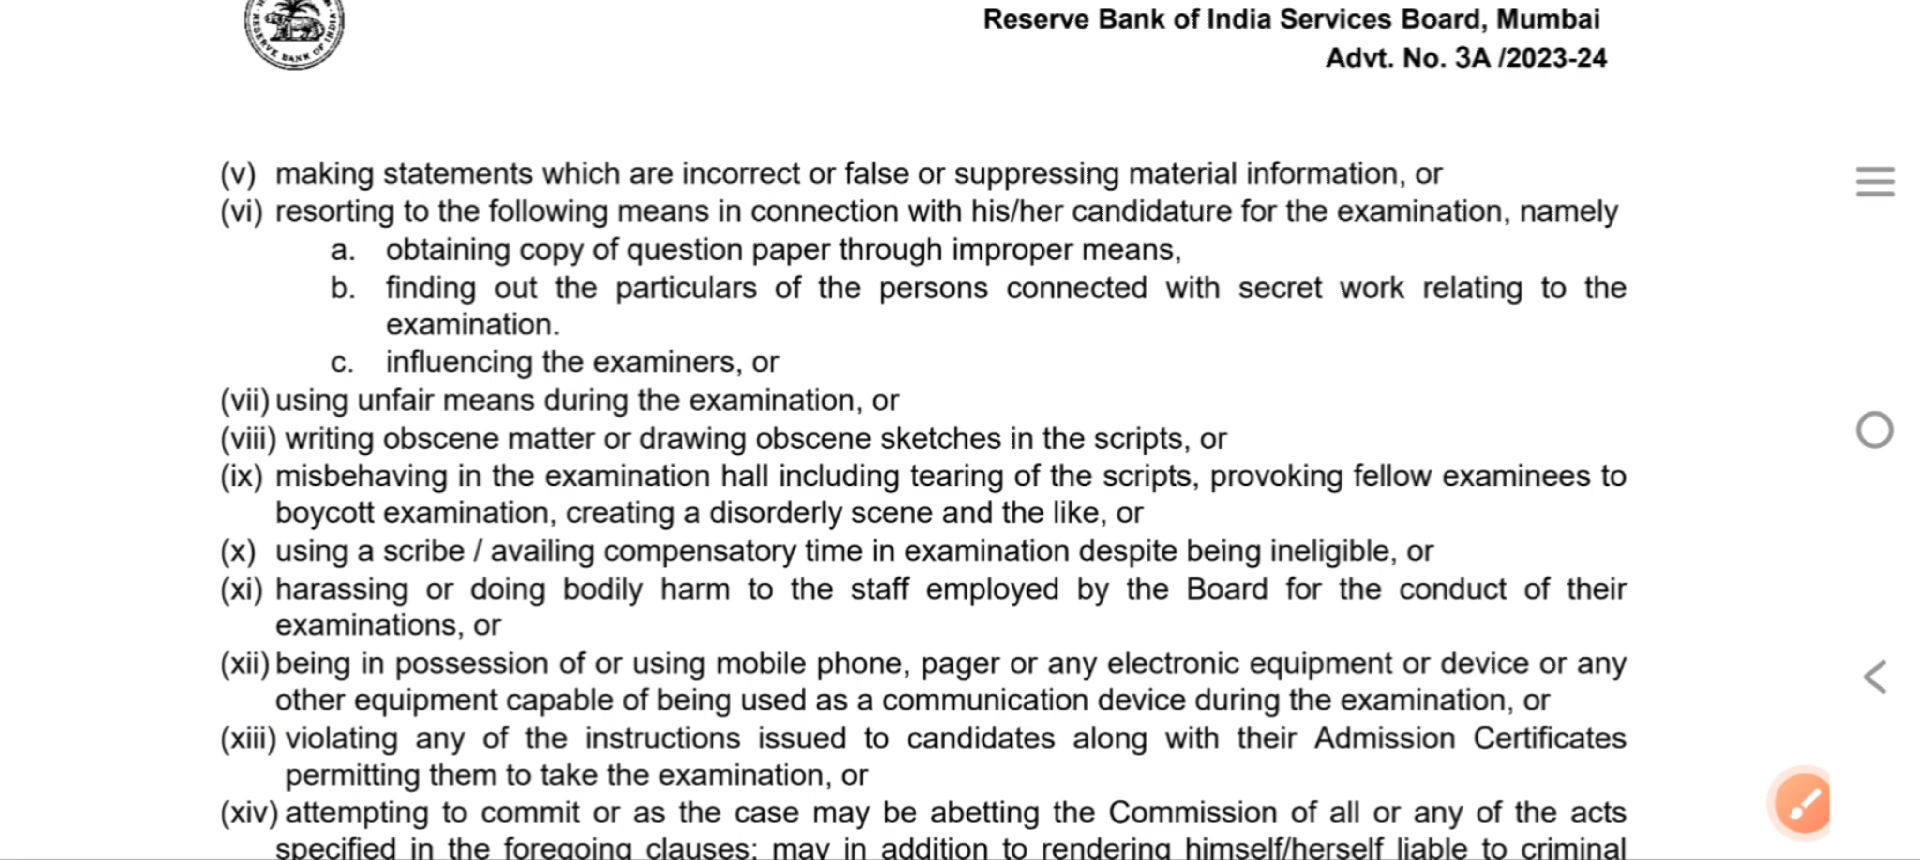 RESERVE BANK OF INDIA
Reserve Bank of India Services Board, Mumbai
Advt. No. 3A /2023-24
(v) making statements which are incorrect or false or suppressing material information, or
(vi) resorting to the following means in connection with his/her candidature for the examination, namely
a. obtaining copy of question paper through improper means,
b. finding out the particulars of the persons connected with secret work relating to the
examination.
c. influencing the examiners, or
(vii) using unfair means during the examination, or
(viii) writing obscene matter or drawing obscene sketches in the scripts, or
(ix) misbehaving in the examination hall including tearing of the scripts, provoking fellow examinees to
boycott examination, creating a disorderly scene and the like, or
(x) using a scribe / availing compensatory time in examination despite being ineligible, or
(xi) harassing or doing bodily harm to the staff employed by the Board for the conduct of their
examinations, or
(xii) being in possession of or using mobile phone, pager or any electronic equipment or device or any
other equipment capable of being used as a communication device during the examination, or
(xiii) violating any of the instructions issued to candidates along with their Admission Certificates
permitting them to take the examination, or
(xiv) attempting to commit or as the case may be abetting the Commission of all or any of the acts
specified in the foregoing clauses; may in addition to rendering himself/herself liable to criminal